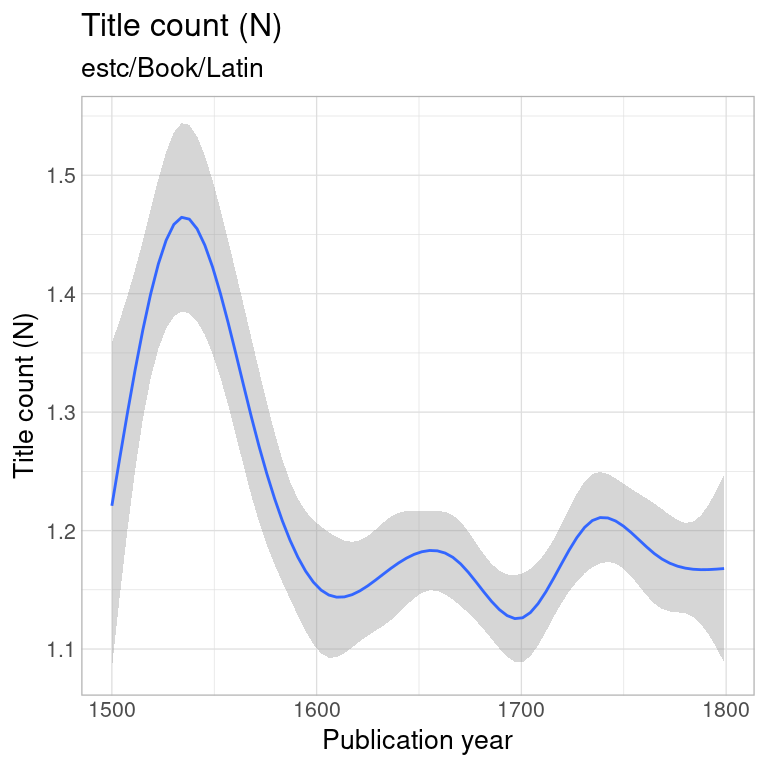 Title count (N)
estc/Book/Latin
Title count (N)
1.5
1.4
1.3
1.2
1.1
1500 1600 1700 1800
Publication year